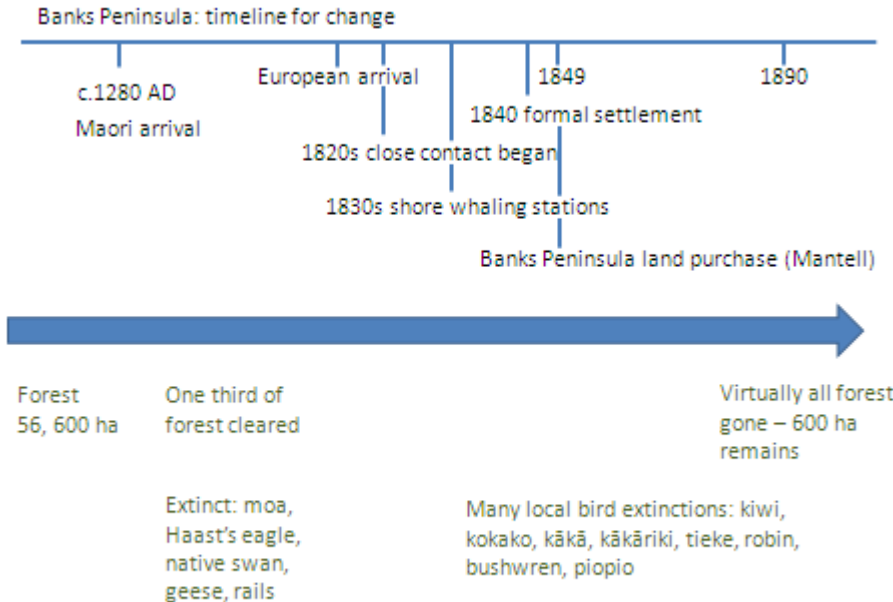 Banks Peninsula: timeline for change
c.1280 AD
Maori arrival
European arrival
1849
1890
1840 formal settlement
1820s close contact began
1830s shore whaling stations
Banks Peninsula land purchase (Mantell)
Forest
56, 600 ha
One third of
forest cleared
Virtually all forest
gone – 600 ha
remains
Extinct: moa,
Haast's eagle,
native swan,
geese, rails
Many local bird extinctions: kiwi,
kokako, kākā, kākāriki, tieke, robin,
bushwren, piopio